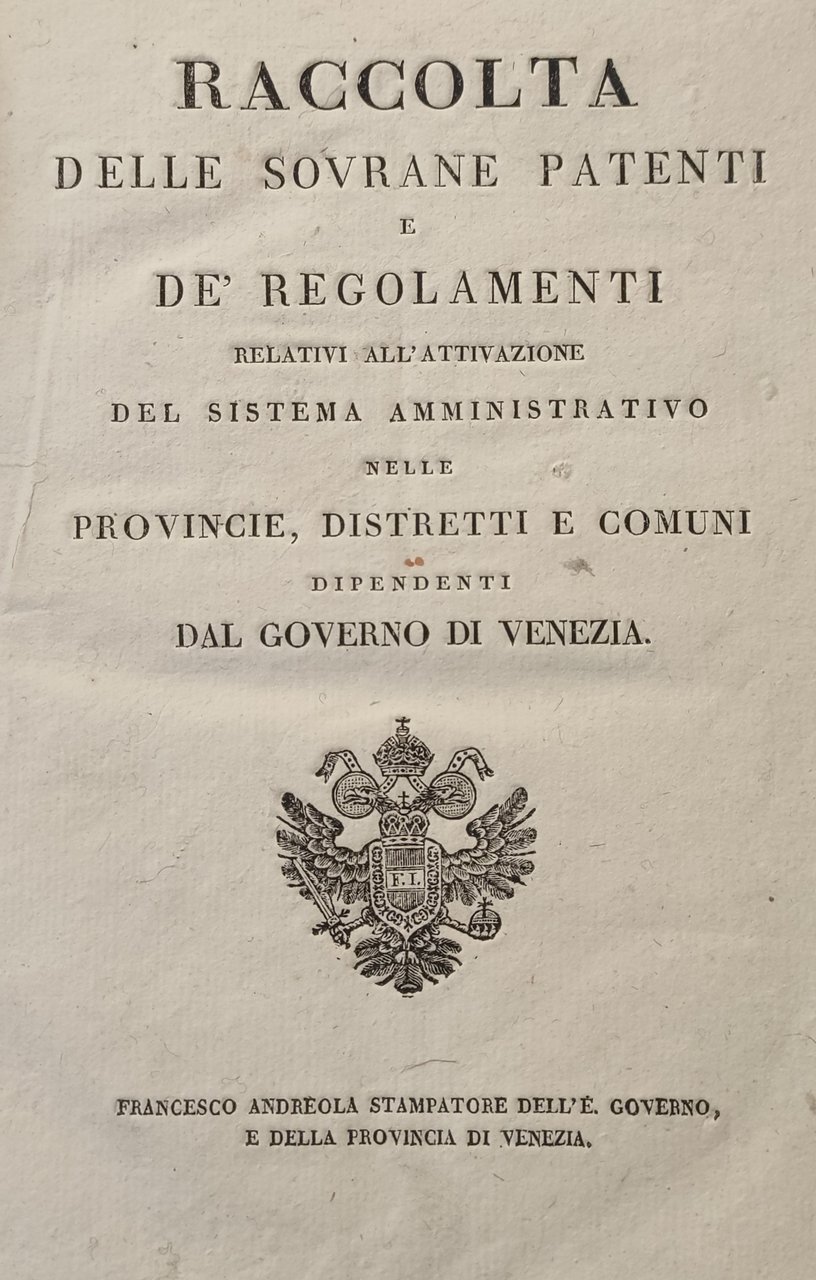 RACCOLTA
DELLE SOVRANE PATENTI
E
DE' REGOLAMENTI
RELATIVI ALL'ATTIVAZIONE
DEL SISTEMA AMMINISTRATIVO
NELLE
PROVINCIE, DISTRETTI E COMUNI
DIPENDENTI
DAL GOVERNO DI VENEZIA.
F. I.
FRANCESCO ANDREOLA STAMPATORE DELL'E. GOVERNO,
E DELLA PROVINCIA DI VENEZIA.